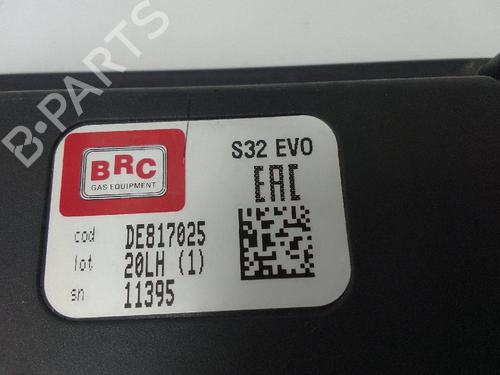 B-PARTS
BRC
GAS EQUIPMENT
S32 EVO
EAC
cod DE817025
lot 20LH (1)
sn 11395